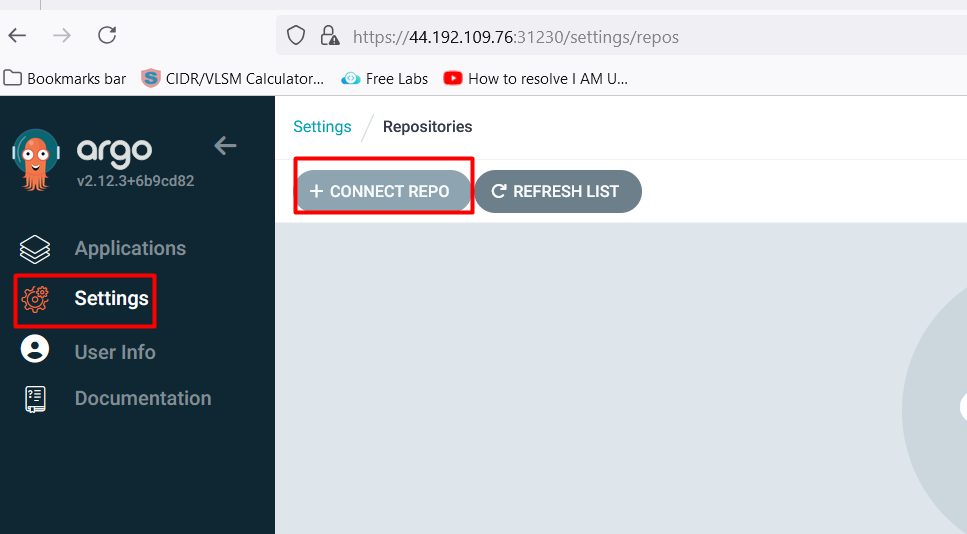 https://44.192.109.76:31230/settings/repos
Bookmarks bar
CIDR/VLSM Calculator...
Free Labs
How to resolve I AM U...
argo
v2.12.3+6b9cd82
Applications
Settings
User Info
Documentation
Settings / Repositories
+ CONNECT REPO
REFRESH LIST